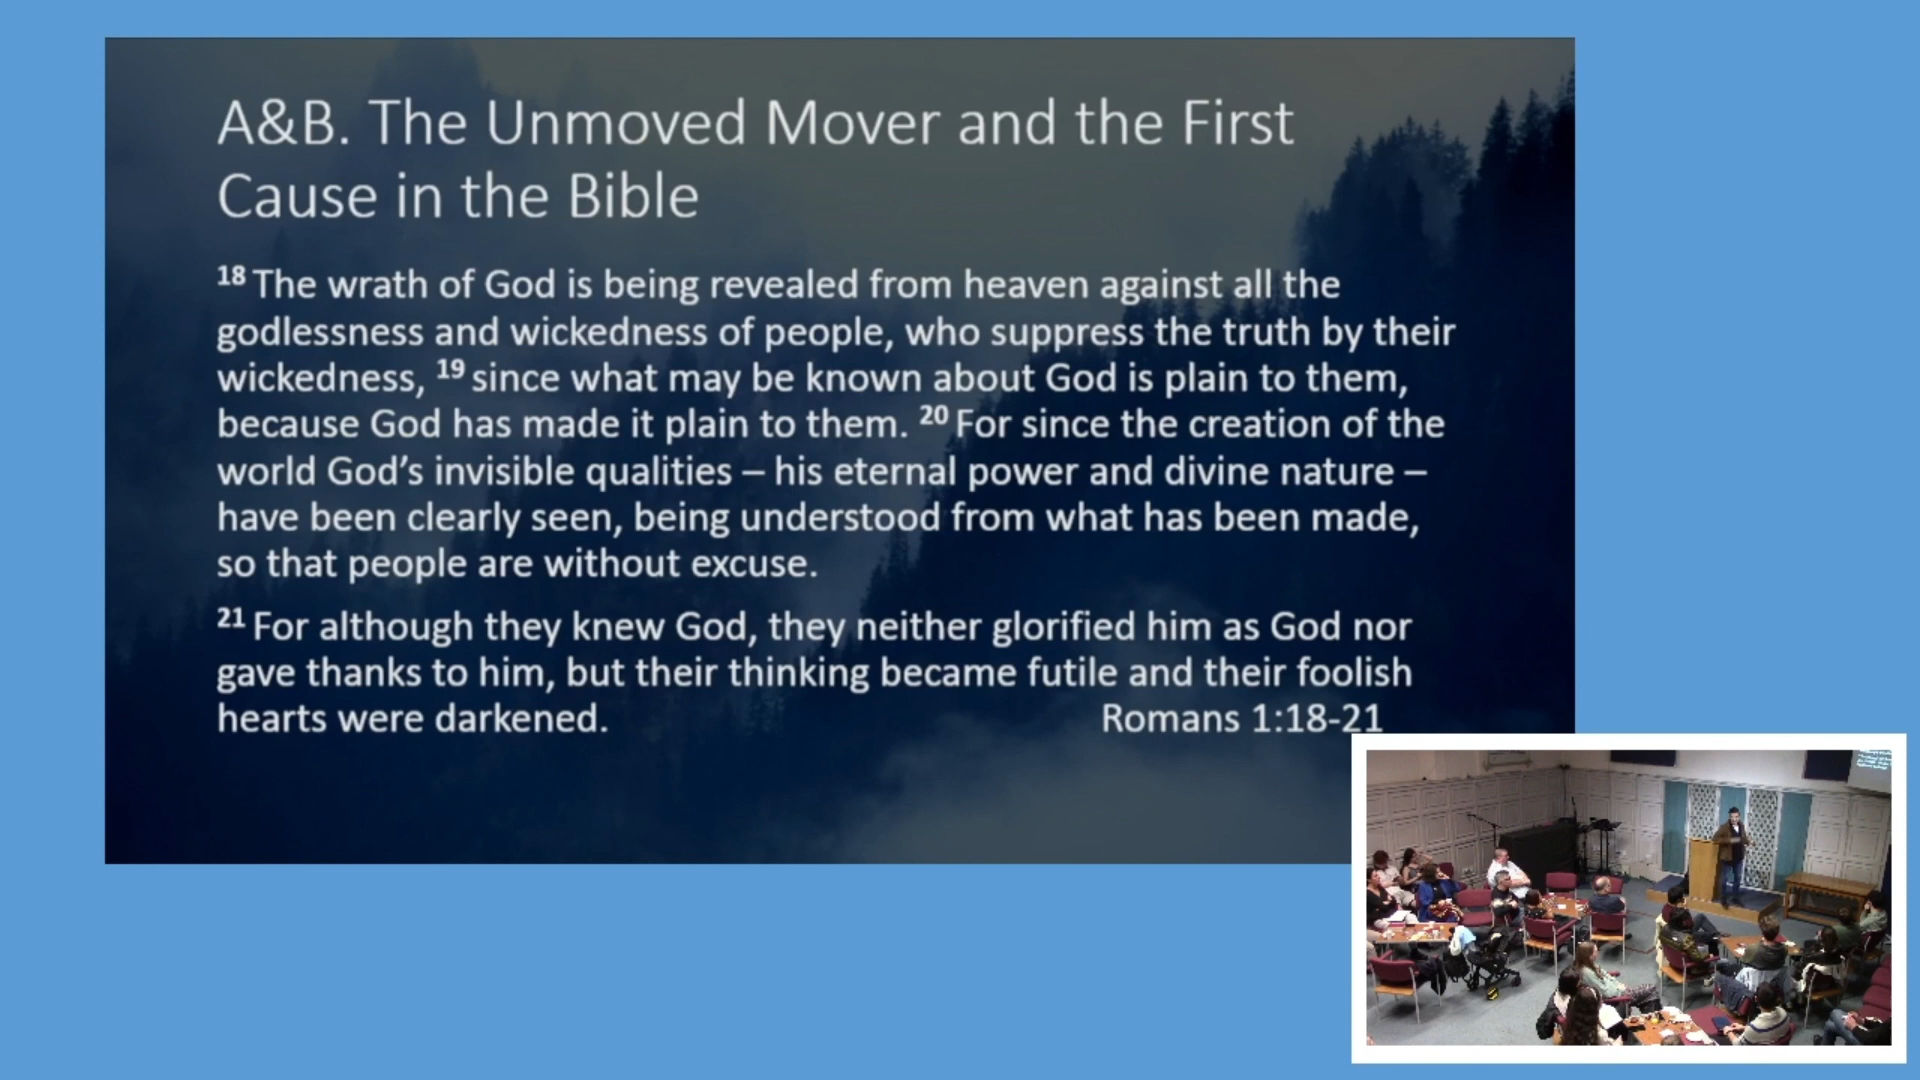 A&B. The Unmoved Mover and the First
Cause in the Bible
18 The wrath of God is being revealed from heaven against all the
godlessness and wickedness of people, who suppress the truth by their
wickedness, 19 since what may be known about God is plain to them,
because God has made it plain to them. 20 For since the creation of the
world God’s invisible qualities – his eternal power and divine nature –
have been clearly seen, being understood from what has been made,
so that people are without excuse.
21 For although they knew God, they neither glorified him as God nor
gave thanks to him, but their thinking became futile and their foolish
hearts were darkened. Romans 1:18-21